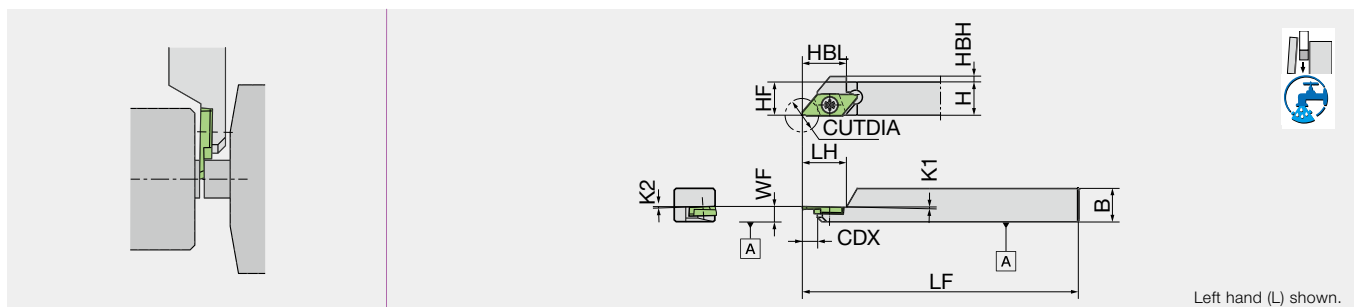 HBL
HBH
HF
H
CUTDIA
LH
K1
K2
WF
B
A
CDX
A
LF
Left hand (L) shown.